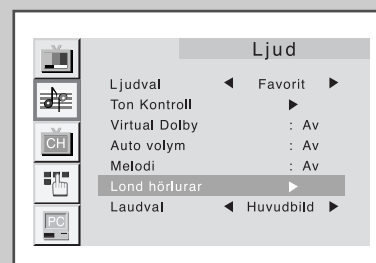 Ljud
Ljudval ◀ Favorit ▶
Ton Kontroll ▶
Virtual Dolby : Av
Auto volym : Av
CH
Melodi : Av
Lond hörlurar ▶
Laudval ◀ Huvudbild ▶
PC